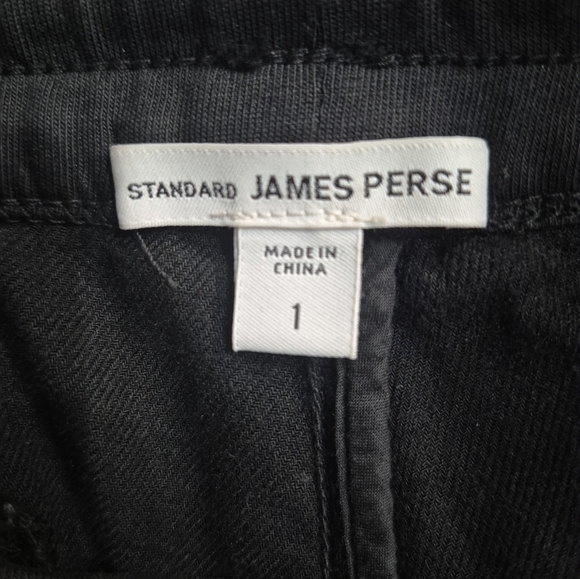 STANDARD JAMES PERSE
MADE IN
CHINA
1